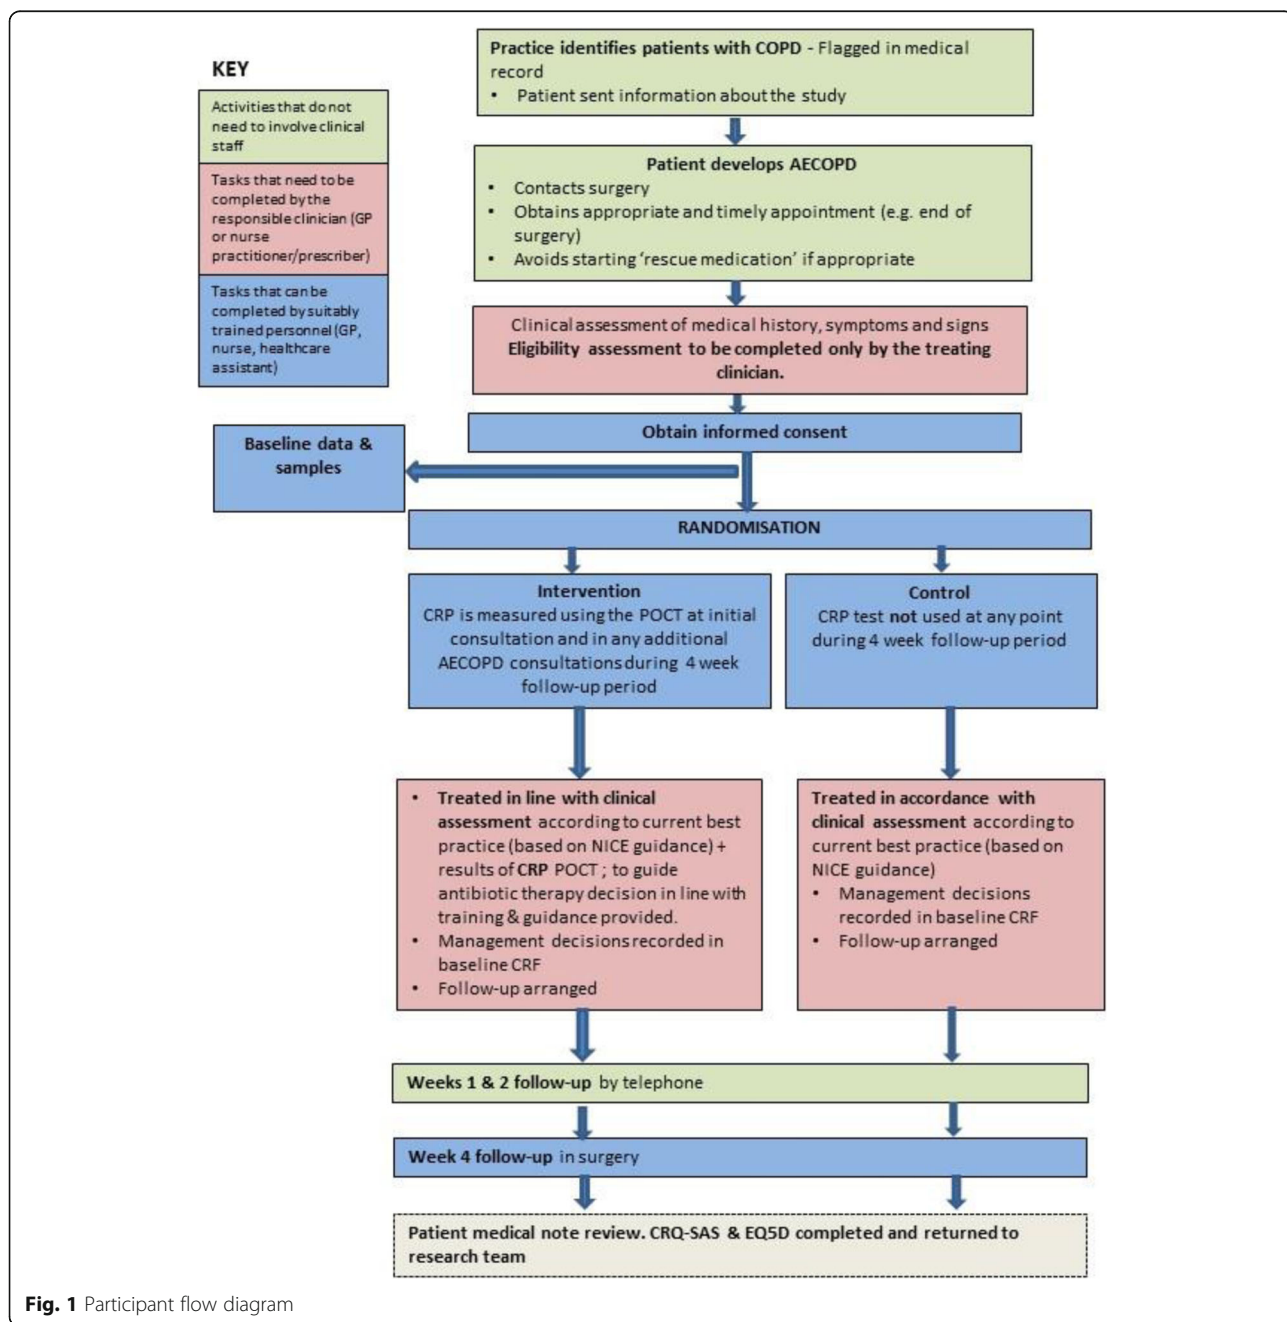 Practice identifies patients with COPD - Flagged in medical
record
• Patient sent information about the study
KEY
Activities that do not
need to involve clinical
staff
Tasks that need to be
completed by the
responsible clinician (GP
or nurse
practitioner/prescriber)
Tasks that can be
completed by suitably
trained personnel (GP,
nurse, healthcare
assistant)
Patient develops AECOPD
• Contacts surgery
• Obtains appropriate and timely appointment (e.g. end of
surgery)
• Avoids starting ‘rescue medication’ if appropriate
Clinical assessment of medical history, symptoms and signs
Eligibility assessment to be completed only by the treating
clinician.
Obtain informed consent
Baseline data &
samples
RANDOMISATION
Intervention
CRP is measured using the POCT at initial
consultation and in any additional
AECOPD consultations during 4 week
follow-up period
Control
CRP test not used at any point
during 4 week follow-up period
• Treated in line with clinical
assessment according to current best
practice (based on NICE guidance) +
results of CRP POCT ; to guide
antibiotic therapy decision in line with
training & guidance provided.
• Management decisions recorded in
baseline CRF
• Follow-up arranged
Treated in accordance with
clinical assessment according to
current best practice (based on
NICE guidance)
• Management decisions
recorded in baseline CRF
• Follow-up arranged
Weeks 1 & 2 follow-up by telephone
Week 4 follow-up in surgery
Patient medical note review. CRQ-SAS & EQ5D completed and returned to
research team
Fig. 1 Participant flow diagram